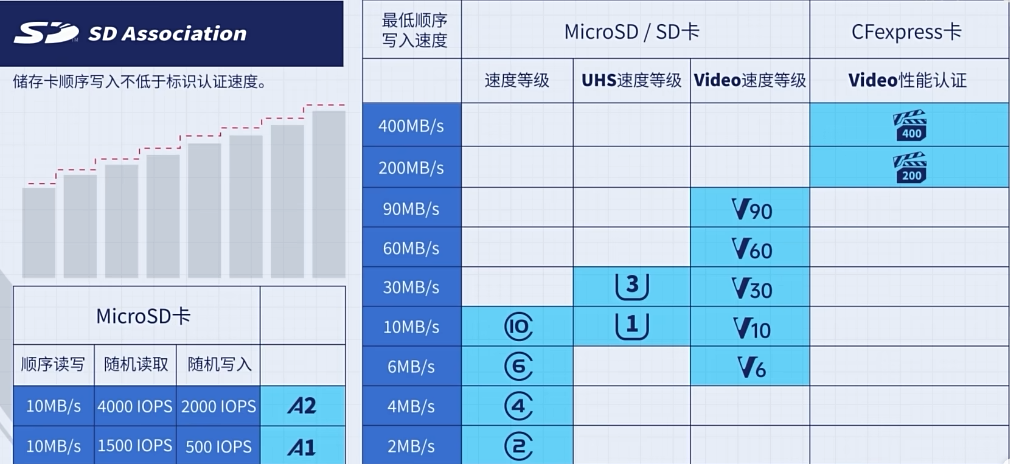 SD SD Association
储存卡顺序写入不低于标识认证速度。
MicroSD卡
顺序读写 随机读取 随机写入
10MB/s 4000 IOPS 2000 IOPS A2
10MB/s 1500 IOPS 500 IOPS A1
最低顺序
写入速度
MicroSD / SD卡 CFexpress卡
速度等级 UHS速度等级 Video速度等级 Video性能认证
400MB/s 400
200MB/s 200
90MB/s V90
60MB/s V60
30MB/s 3 V30
10MB/s 10 1 V10
6MB/s 6 V6
4MB/s 4
2MB/s 2